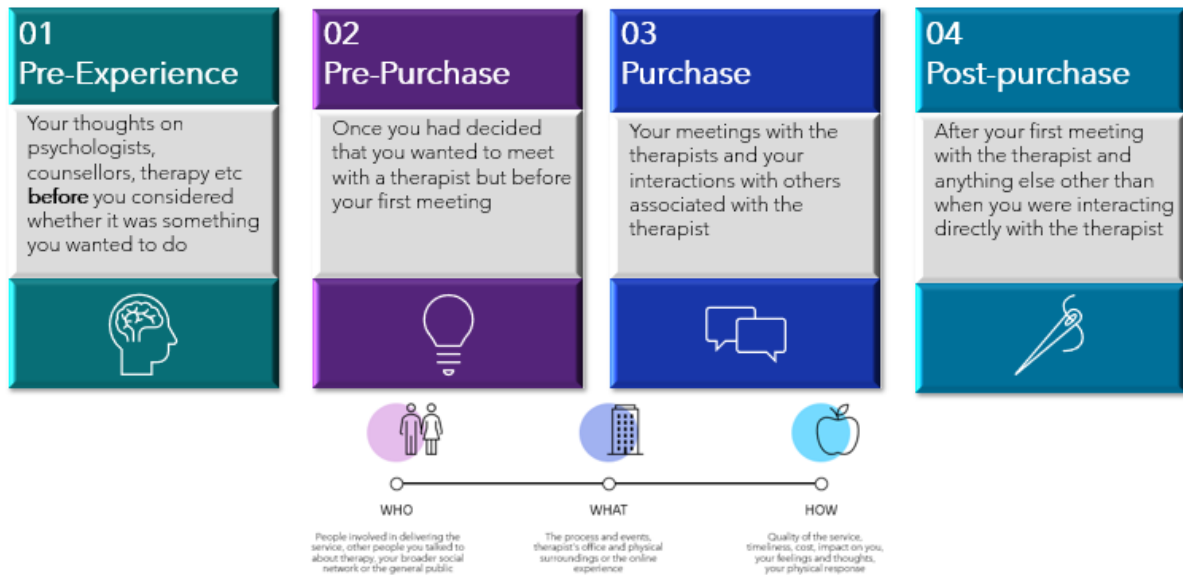 01
Pre-Experience
Your thoughts on
psychologists,
counsellors, therapy etc
before you considered
whether it was something
you wanted to do
02
Pre-Purchase
Once you had decided
that you wanted to meet
with a therapist but before
your first meeting
03
Purchase
Your meetings with the
therapists and your
interactions with others
associated with the
therapist
04
Post-purchase
After your first meeting
with the therapist and
anything else other than
when you were interacting
directly with the therapist
WHO
People involved in delivering the
service, other people you talked to
about therapy, your broader social
network or the general public
WHAT
The process and events,
therapist's office and physical
surroundings or the online
experience
HOW
Quality of the service,
timeliness, cost, impact on you,
your feelings and thoughts,
your physical response